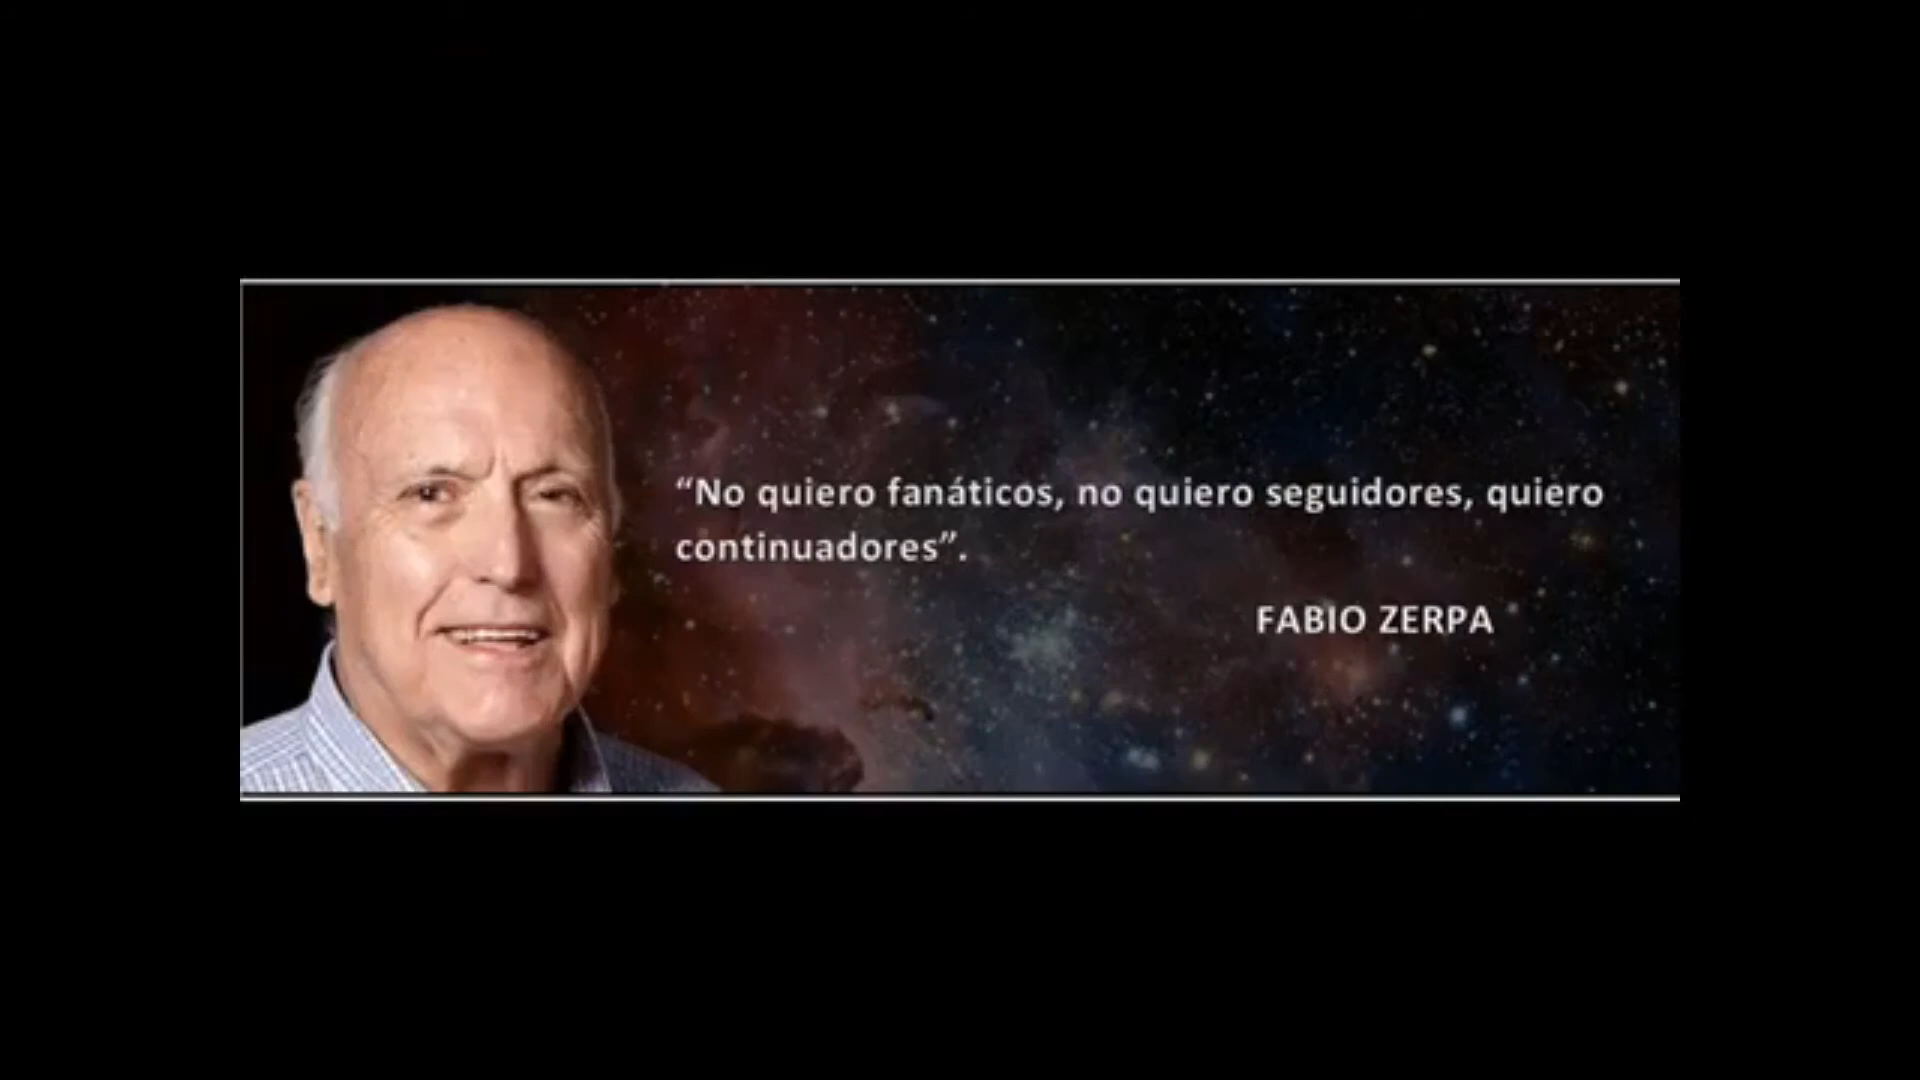 “No quiero fanáticos, no quiero seguidores, quiero
continuadores”.
FABIO ZERPA